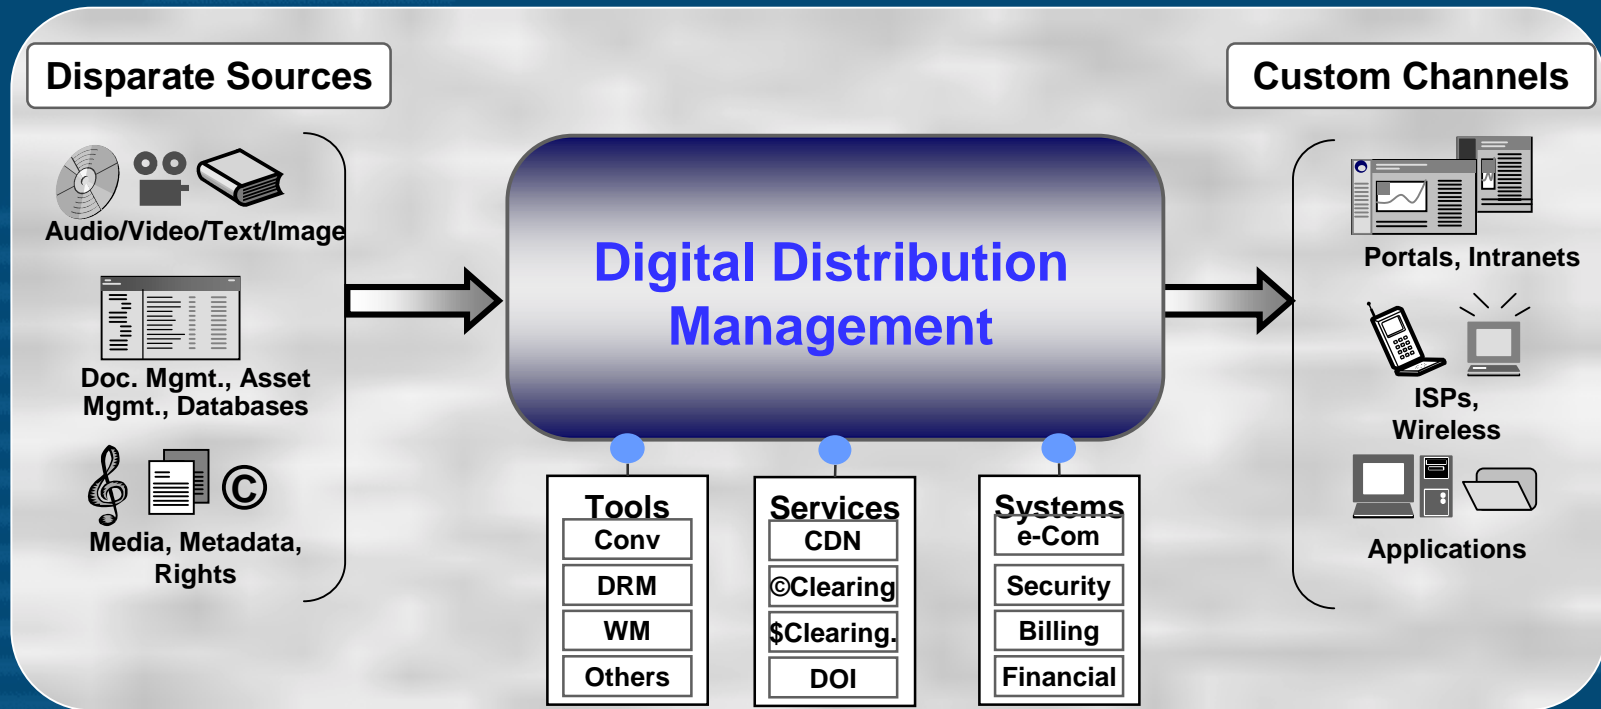 Disparate Sources
Custom Channels
Audio/Video/Text/Image
Doc. Mgmt., Asset
Mgmt., Databases
©
Media, Metadata,
Rights
Digital Distribution
Management
Portals, Intranets
ISPs,
Wireless
Applications
Tools
Conv
DRM
WM
Others
Services
CDN
©Clearing
$Clearing.
DOI
Systems
e-Com
Security
Billing
Financial